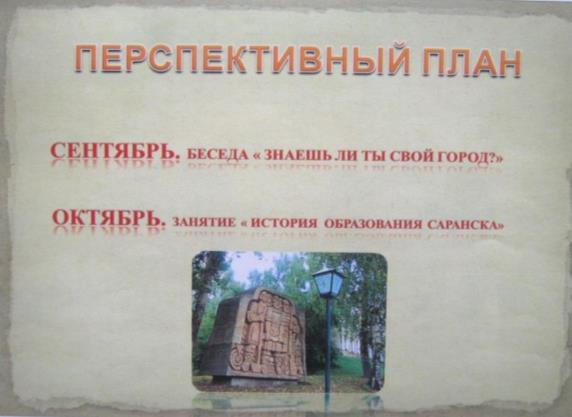 ПЕРСПЕКТИВНЫЙ ПЛАН
СЕНТЯБРЬ. БЕСЕДА « ЗНАЕШЬ ЛИ ТЫ СВОЙ ГОРОД?»
ОКТЯБРЬ. ЗАНЯТИЕ « ИСТОРИЯ ОБРАЗОВАНИЯ САРАНСКА»